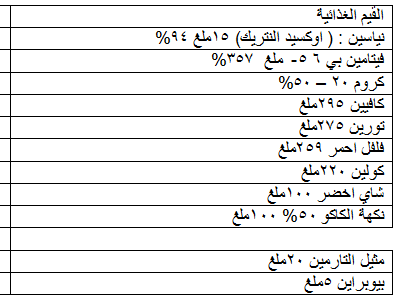 القيم الغذائية
نياسين : ( اوكسيد النتريك) ١٥ملغ ٩٤%
فيتامين بي ٦ ٥- ملغ ٣٥٧%
كروم ٢٠ – ٥٠%
كافيين ٢٩٥ملغ
تورين ٢٧٥ملغ
فلفل احمر ٢٥٩ملغ
كولين ٢٢٠ملغ
شاي اخضر ١٠٠ملغ
نكهة الكاكو ٥٠% ١٠٠ملغ
مثيل التارمين ٢٠ملغ
بيوبراين ٥ملغ